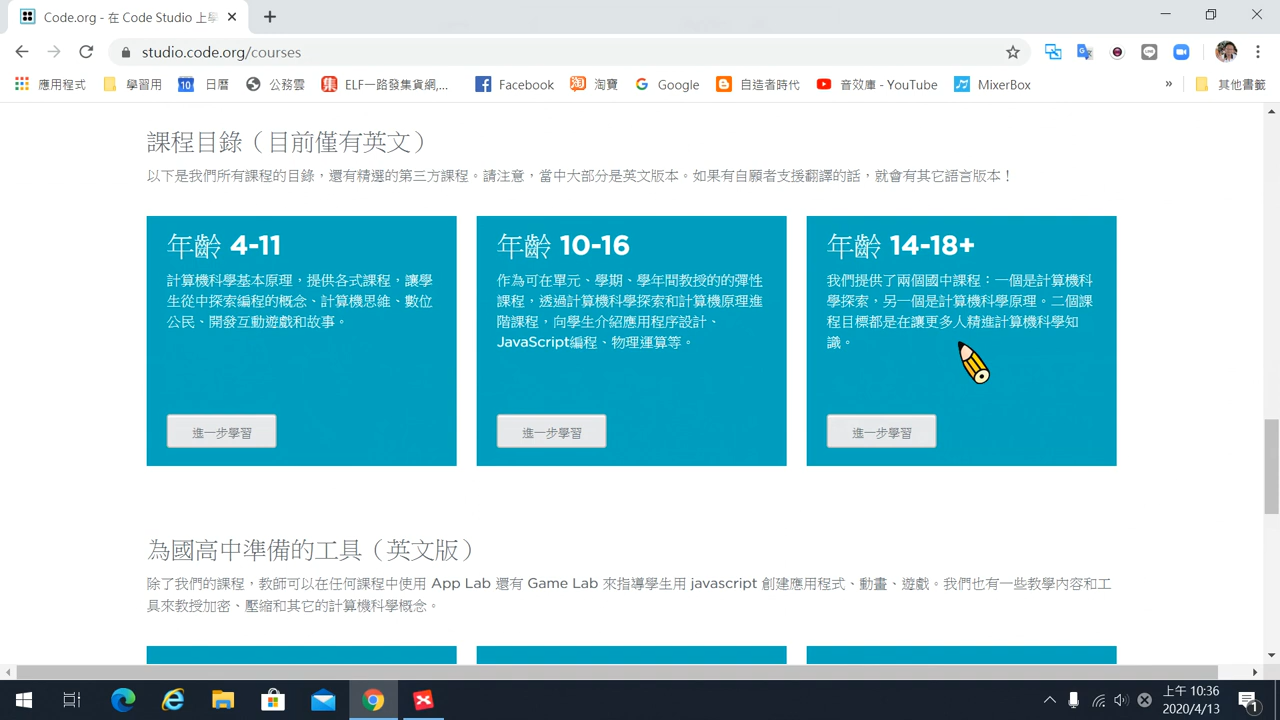 Code.org - 在 Code Studio 上學
studio.code.org/courses
應用程式 學習用 日曆 公務雲 ELF一路發集貨網,... Facebook 淘寶 Google 自造者時代 音效庫 - YouTube MixerBox » 其他書籤
課程目錄（目前僅有英文）
以下是我們所有課程的目錄，還有精選的第三方課程。請注意，當中大部分是英文版本。如果有自願者支援翻譯的話，就會有其它語言版本！
年齡 4-11
計算機科學基本原理，提供各式課程，讓學
生從中探索編程的概念、計算機思維、數位
公民、開發互動遊戲和故事。
進一步學習
年齡 10-16
作為可在單元、學期、學年間教授的的彈性
課程，透過計算機科學探索和計算機原理進
階課程，向學生介紹應用程序設計、
JavaScript編程、物理運算等。
進一步學習
年齡 14-18+
我們提供了兩個國中課程：一個是計算機科
學探索，另一個是計算機科學原理。二個課
程目標都是在讓更多人精進計算機科學知
識。
進一步學習
為國高中準備的工具（英文版）
除了我們的課程，教師可以在任何課程中使用 App Lab 還有 Game Lab 來指導學生用 javascript 創建應用程式、動畫、遊戲。我們也有一些教學內容和工
具來教授加密、壓縮和其它的計算機科學概念。
上午 10:36
2020/4/13
1